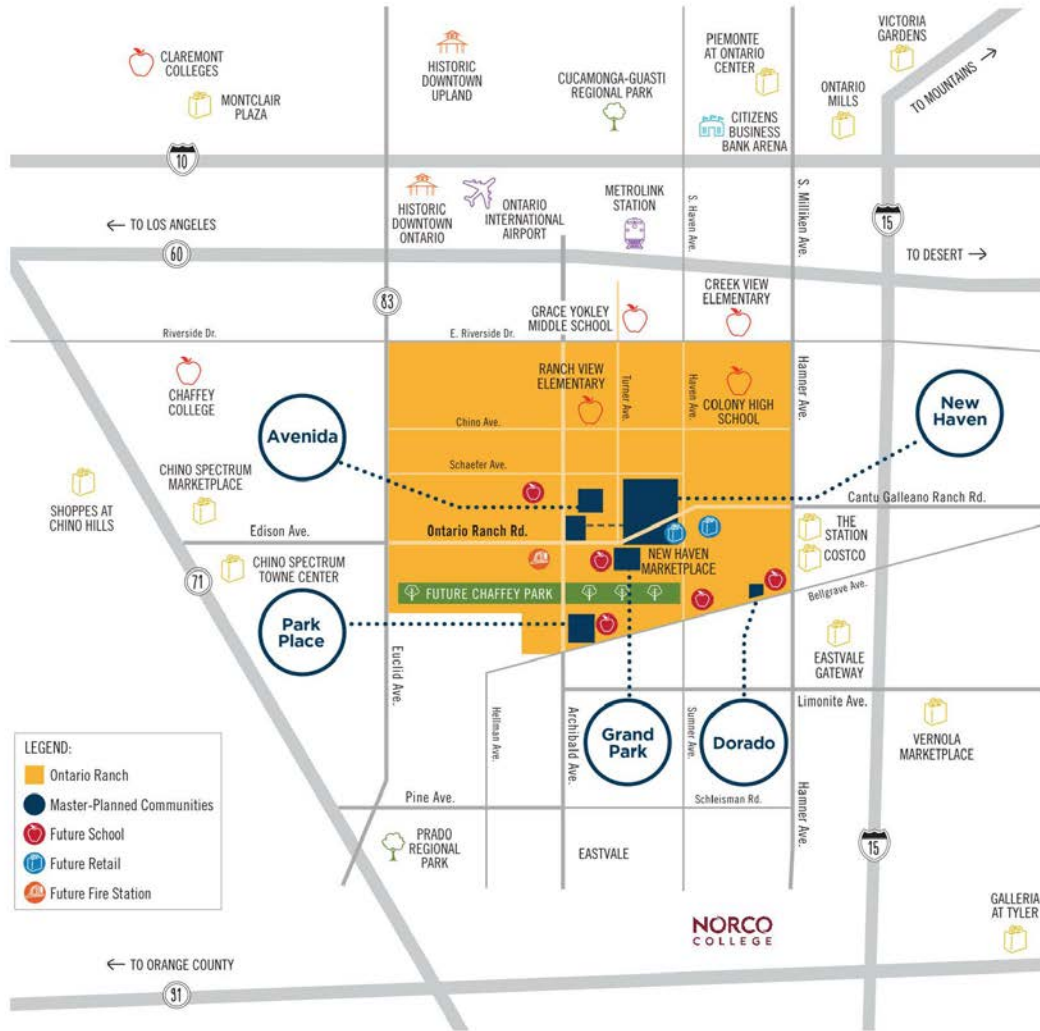 CLAREMONT
COLLEGES
MONTCLAIR
PLAZA
HISTORIC
DOWNTOWN
UPLAND
CUCAMONGA-GUASTI
REGIONAL PARK
PIEMONTE
AT ONTARIO
CENTER
CITIZENS
BUSINESS
BANK ARENA
VICTORIA
GARDENS
ONTARIO
MILLS
TO MOUNTAINS →
10
← TO LOS ANGELES
60
HISTORIC
DOWNTOWN
ONTARIO
ONTARIO
INTERNATIONAL
AIRPORT
METROLINK
STATION
S. Haven Ave.
S. Milliken Ave.
15
TO DESERT →
83
GRACE YOKLEY
MIDDLE SCHOOL
CREEK VIEW
ELEMENTARY
Riverside Dr.
E. Riverside Dr.
CHAFFEY
COLLEGE
RANCH VIEW
ELEMENTARY
Turner Ave.
Haven Ave.
COLONY HIGH
SCHOOL
Hamner Ave.
New
Haven
Avenida
Chino Ave.
Schaefer Ave.
SHOPPES AT
CHINO HILLS
CHINO SPECTRUM
MARKETPLACE
Edison Ave.
Ontario Ranch Rd.
Cantu Galleano Ranch Rd.
THE
STATION
COSTCO
NEW HAVEN
MARKETPLACE
71
CHINO SPECTRUM
TOWNE CENTER
FUTURE CHAFFEY PARK
Bellgrave Ave.
Park
Place
EASTVALE
GATEWAY
Euclid Ave.
Hellman Ave.
Archibald Ave.
Grand
Park
Sumner Ave.
Dorado
Limonite Ave.
VERNOLA
MARKETPLACE
LEGEND:
Ontario Ranch
Master-Planned Communities
Future School
Future Retail
Future Fire Station
Pine Ave.
Schleisman Rd.
Hamner Ave.
PRADO
REGIONAL
PARK
EASTVALE
15
NORCO
COLLEGE
GALLERIA
AT TYLER
← TO ORANGE COUNTY
91